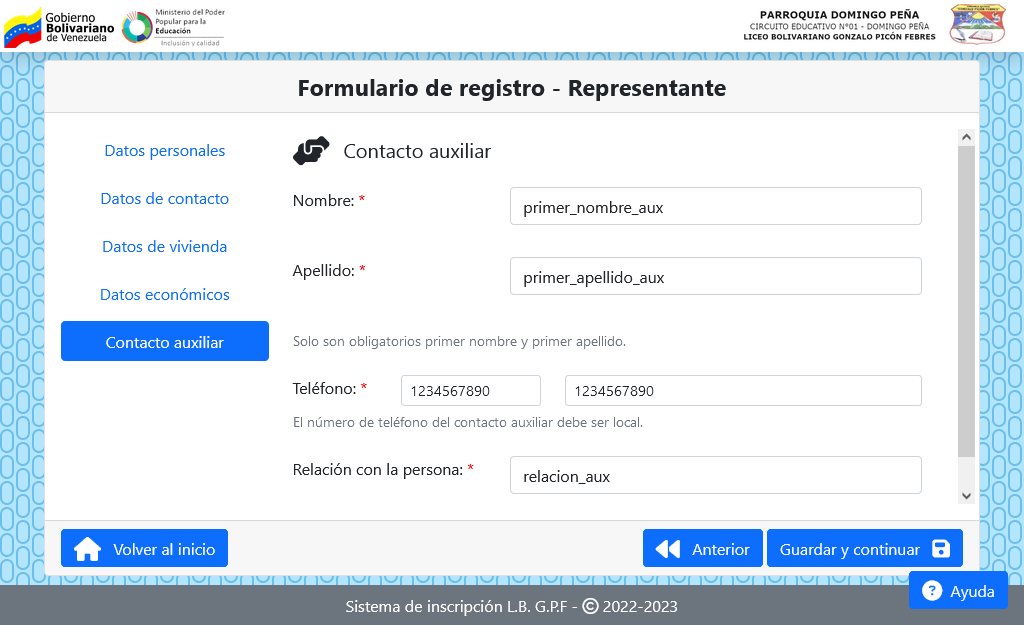 Gobierno
Bolivariano
de Venezuela
Ministerio del Poder
Popular para la
Educación
Inclusión y calidad
PARROQUIA DOMINGO PEÑA
CIRCUITO EDUCATIVO N°01 - DOMINGO PEÑA
LICEO BOLIVARIANO GONZALO PICÓN FEBRES
Formulario de registro - Representante
Datos personales
Datos de contacto
Datos de vivienda
Datos económicos
Contacto auxiliar
Contacto auxiliar
Nombre: *
primer_nombre_aux
Apellido: *
primer_apellido_aux
Solo son obligatorios primer nombre y primer apellido.
Teléfono: *
1234567890
1234567890
El número de teléfono del contacto auxiliar debe ser local.
Relación con la persona: *
relacion_aux
Volver al inicio
Anterior
Guardar y continuar
? Ayuda
Sistema de inscripción L.B. G.P.F - © 2022-2023